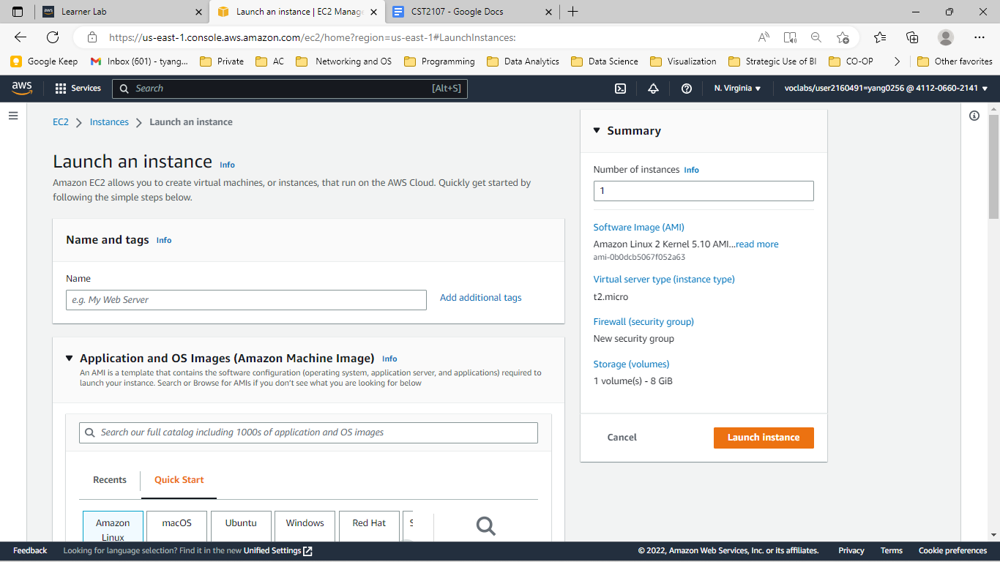 Learner Lab
Launch an instance | EC2 Manage
CST2107 - Google Docs
https://us-east-1.console.aws.amazon.com/ec2/home?region=us-east-1#LaunchInstances:
Google Keep
Inbox (601) - tyang...
Private
AC
Networking and OS
Programming
Data Analytics
Data Science
Visualization
Strategic Use of BI
CO-OP
Other favorites
aws
Services
Search
[Alt+S]
N. Virginia
voclabs/user2160491=yang0256 @ 4112-0660-2141
EC2
Instances
Launch an instance
Launch an instance Info
Amazon EC2 allows you to create virtual machines, or instances, that run on the AWS Cloud. Quickly get started by
following the simple steps below.
Name and tags Info
Name
e.g. My Web Server
Add additional tags
Application and OS Images (Amazon Machine Image) Info
An AMI is a template that contains the software configuration (operating system, application server, and applications) required to
launch your instance. Search or Browse for AMIs if you don't see what you are looking for below
Search our full catalog including 1000s of application and OS images
Recents
Quick Start
Amazon
Linux
macOS
Ubuntu
Windows
Red Hat
Summary
Number of instances Info
1
Software Image (AMI)
Amazon Linux 2 Kernel 5.10 AMI...read more
ami-0b0dcb5067f052a63
Virtual server type (instance type)
t2.micro
Firewall (security group)
New security group
Storage (volumes)
1 volume(s) - 8 GiB
Cancel
Launch instance
Feedback
Looking for language selection? Find it in the new Unified Settings
© 2022, Amazon Web Services, Inc. or its affiliates.
Privacy
Terms
Cookie preferences